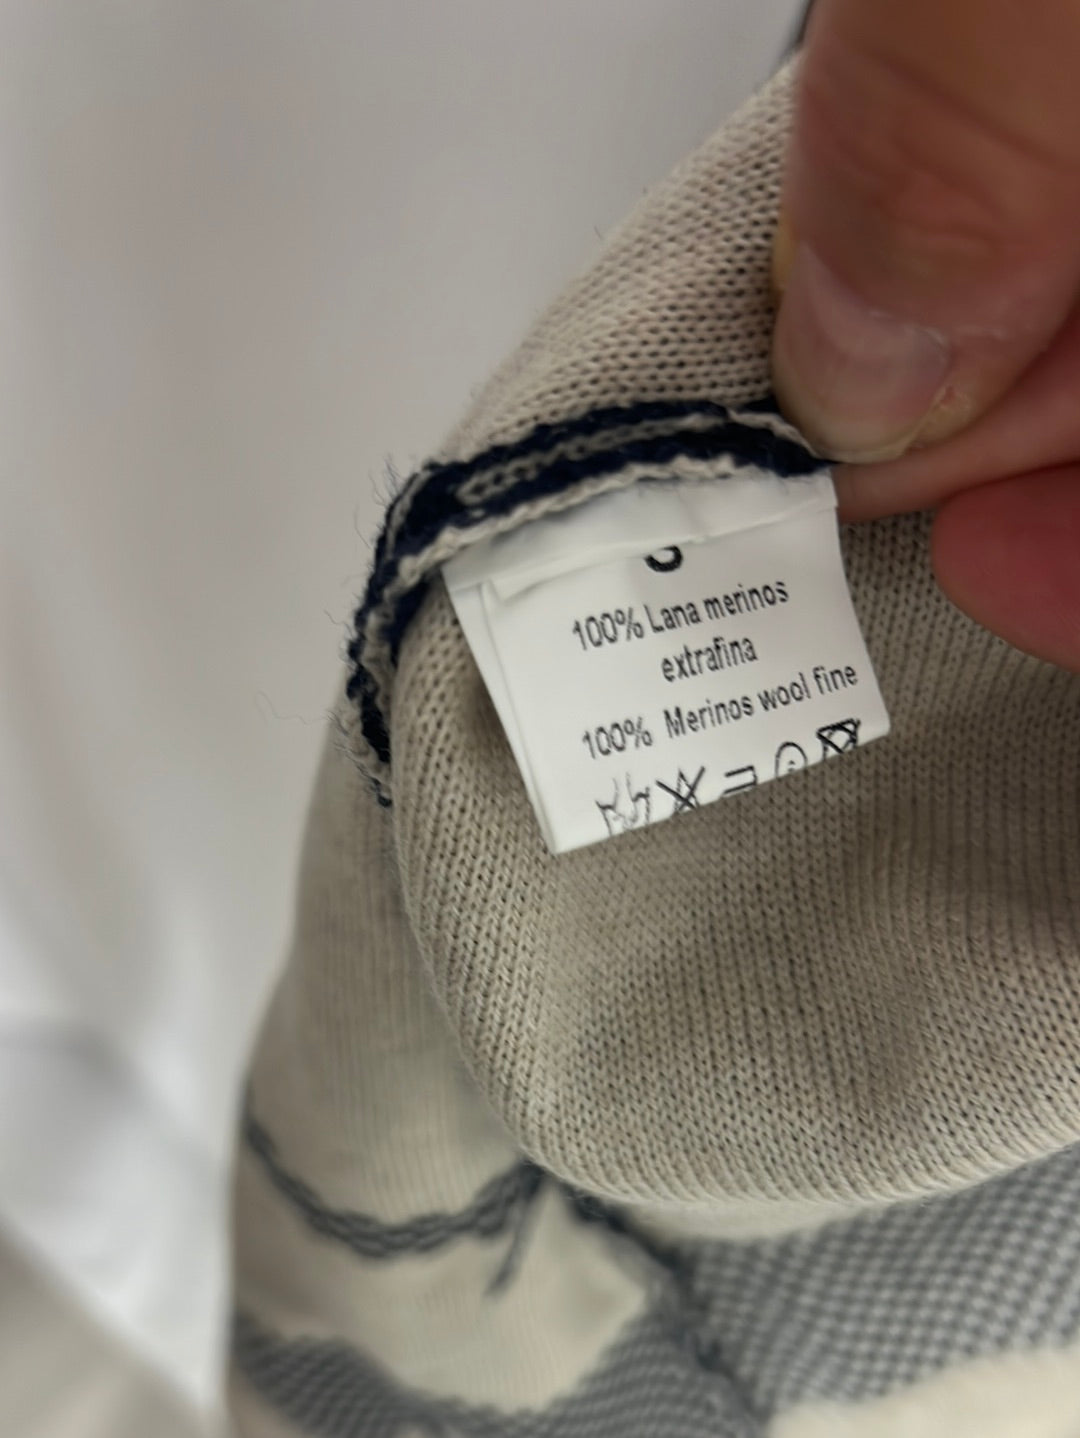 100% Lana merinos
extrafina
100% Merinos wool fine